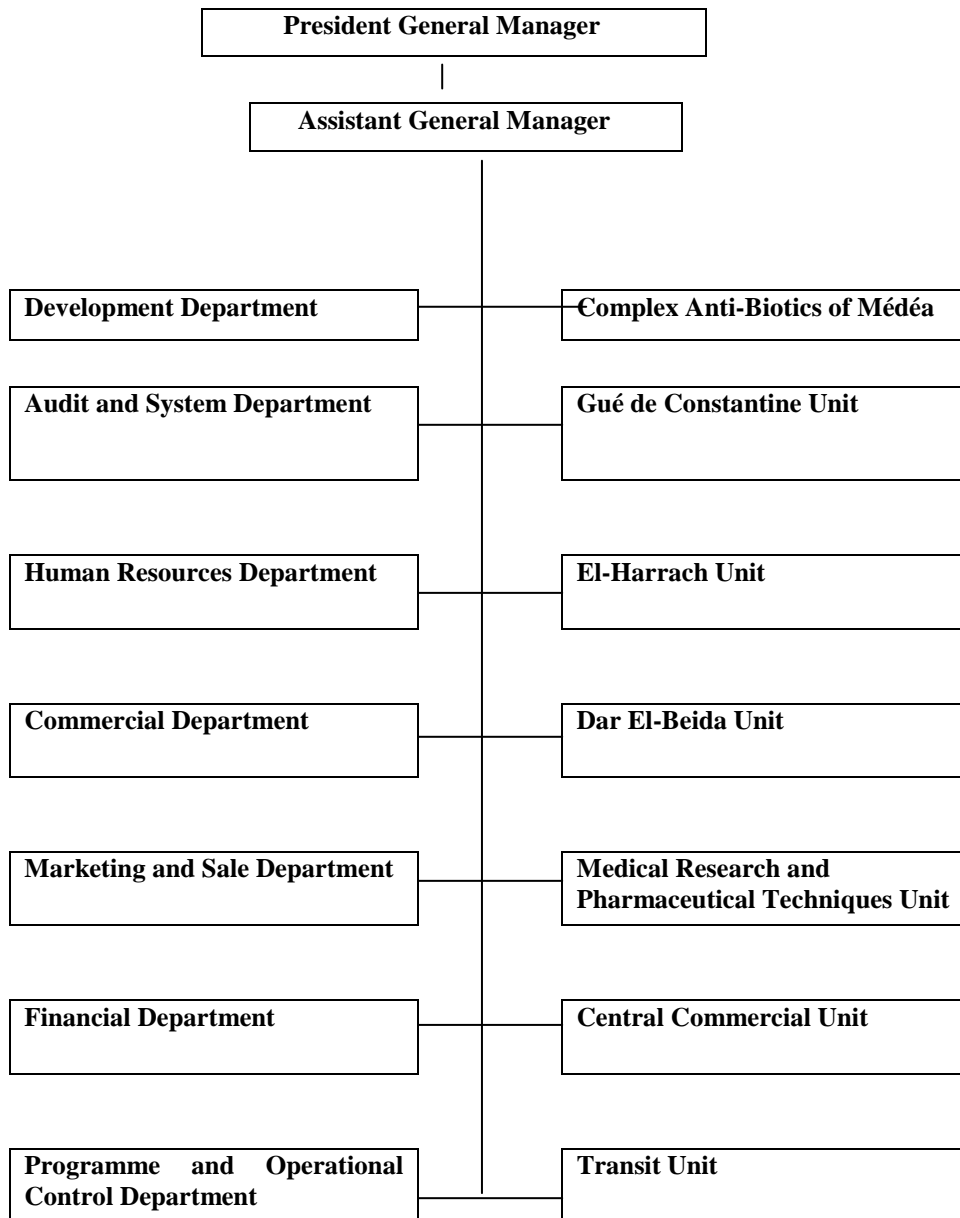 President General Manager
Assistant General Manager
Development Department
Complex Anti-Biotics of Médéa
Audit and System Department
Gué de Constantine Unit
Human Resources Department
El-Harrach Unit
Commercial Department
Dar El-Beida Unit
Marketing and Sale Department
Medical Research and
Pharmaceutical Techniques Unit
Financial Department
Central Commercial Unit
Programme and Operational
Control Department
Transit Unit